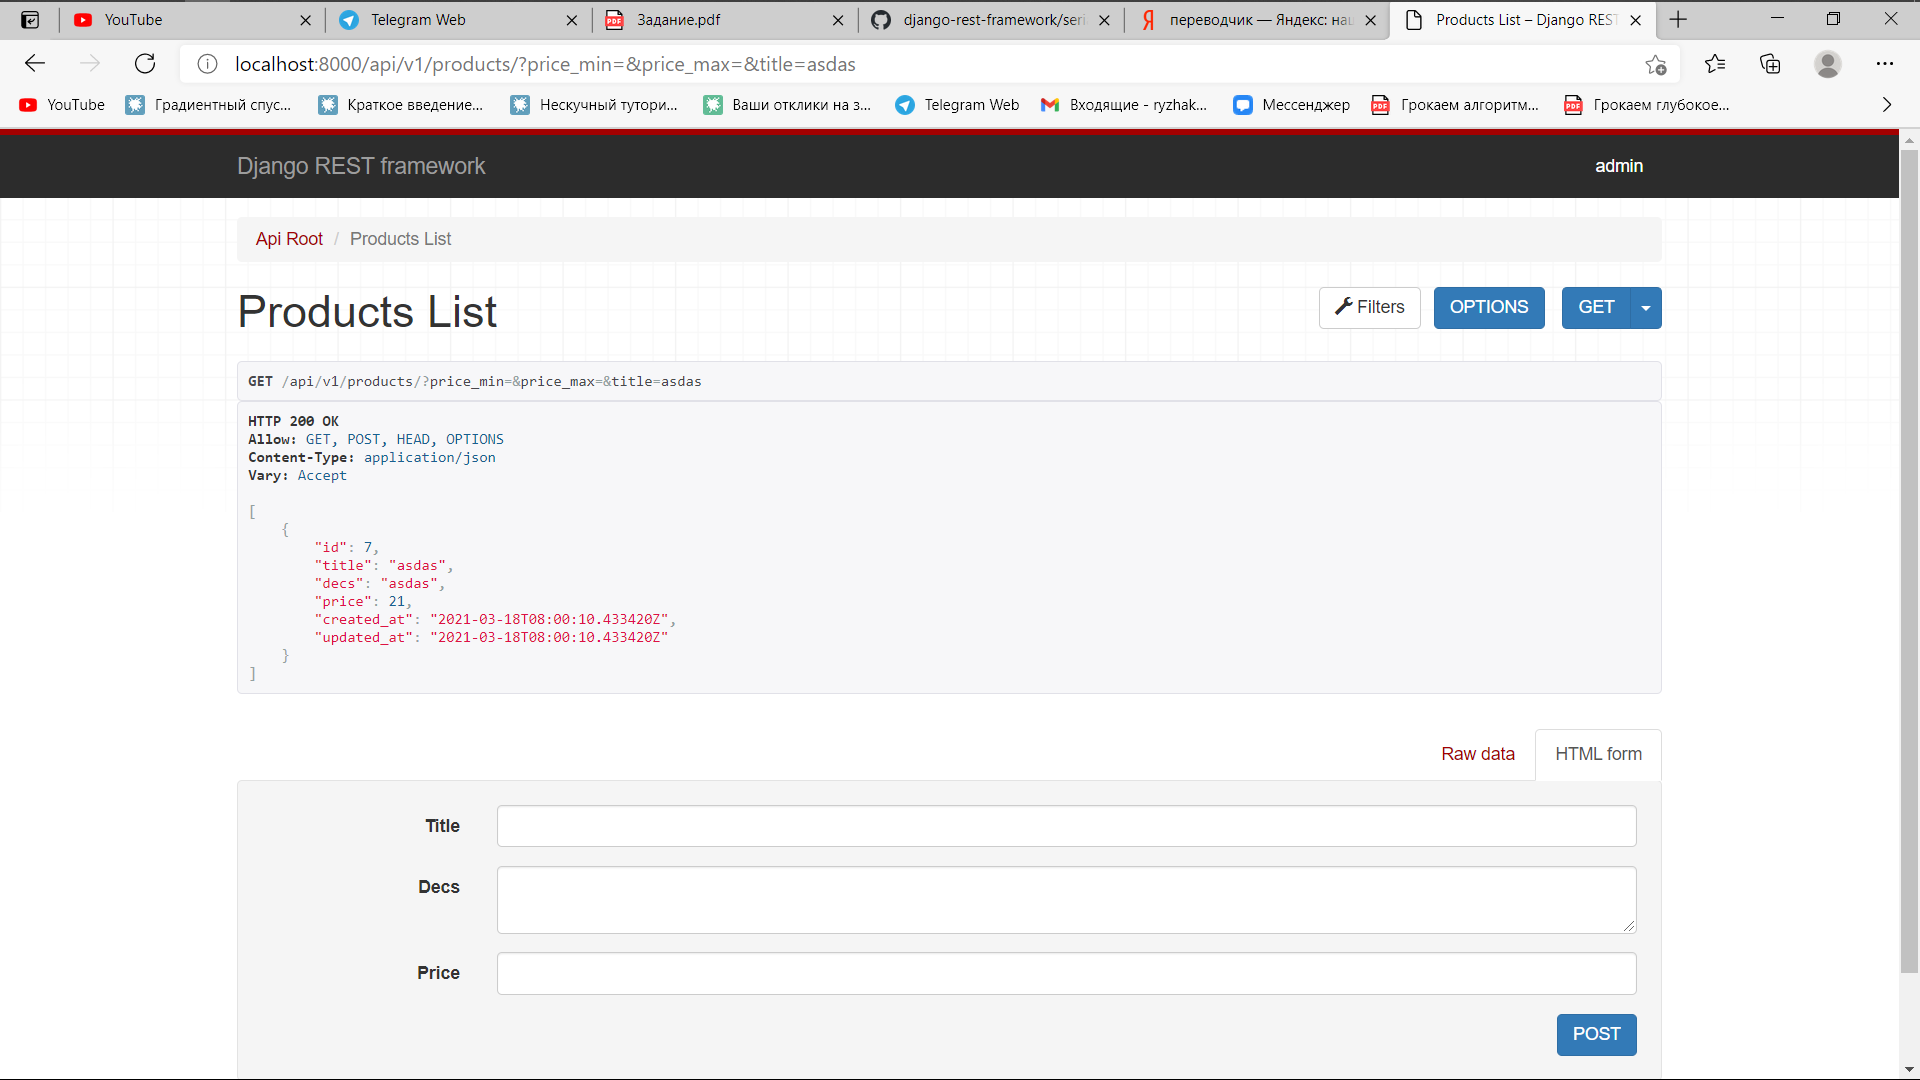 YouTube
Telegram Web
Задание.pdf
django-rest-framework/seri
переводчик — Яндекс: наш
Products List – Django REST
localhost:8000/api/v1/products/?price_min=&price_max=&title=asdas
YouTube
Градиентный спус...
Краткое введение...
Нескучный тутори...
Ваши отклики на з...
Telegram Web
Входящие - ryzhak...
Мессенджер
Грокаем алгоритм...
Грокаем глубокое...
Django REST framework
admin
Api Root / Products List
Products List
Filters
OPTIONS
GET
GET /api/v1/products/?price_min=&price_max=&title=asdas
HTTP 200 OK
Allow: GET, POST, HEAD, OPTIONS
Content-Type: application/json
Vary: Accept
[
{
"id": 7,
"title": "asdas",
"decs": "asdas",
"price": 21,
"created_at": "2021-03-18T08:00:10.433420Z",
"updated_at": "2021-03-18T08:00:10.433420Z"
}
]
Raw data
HTML form
Title
Decs
Price
POST